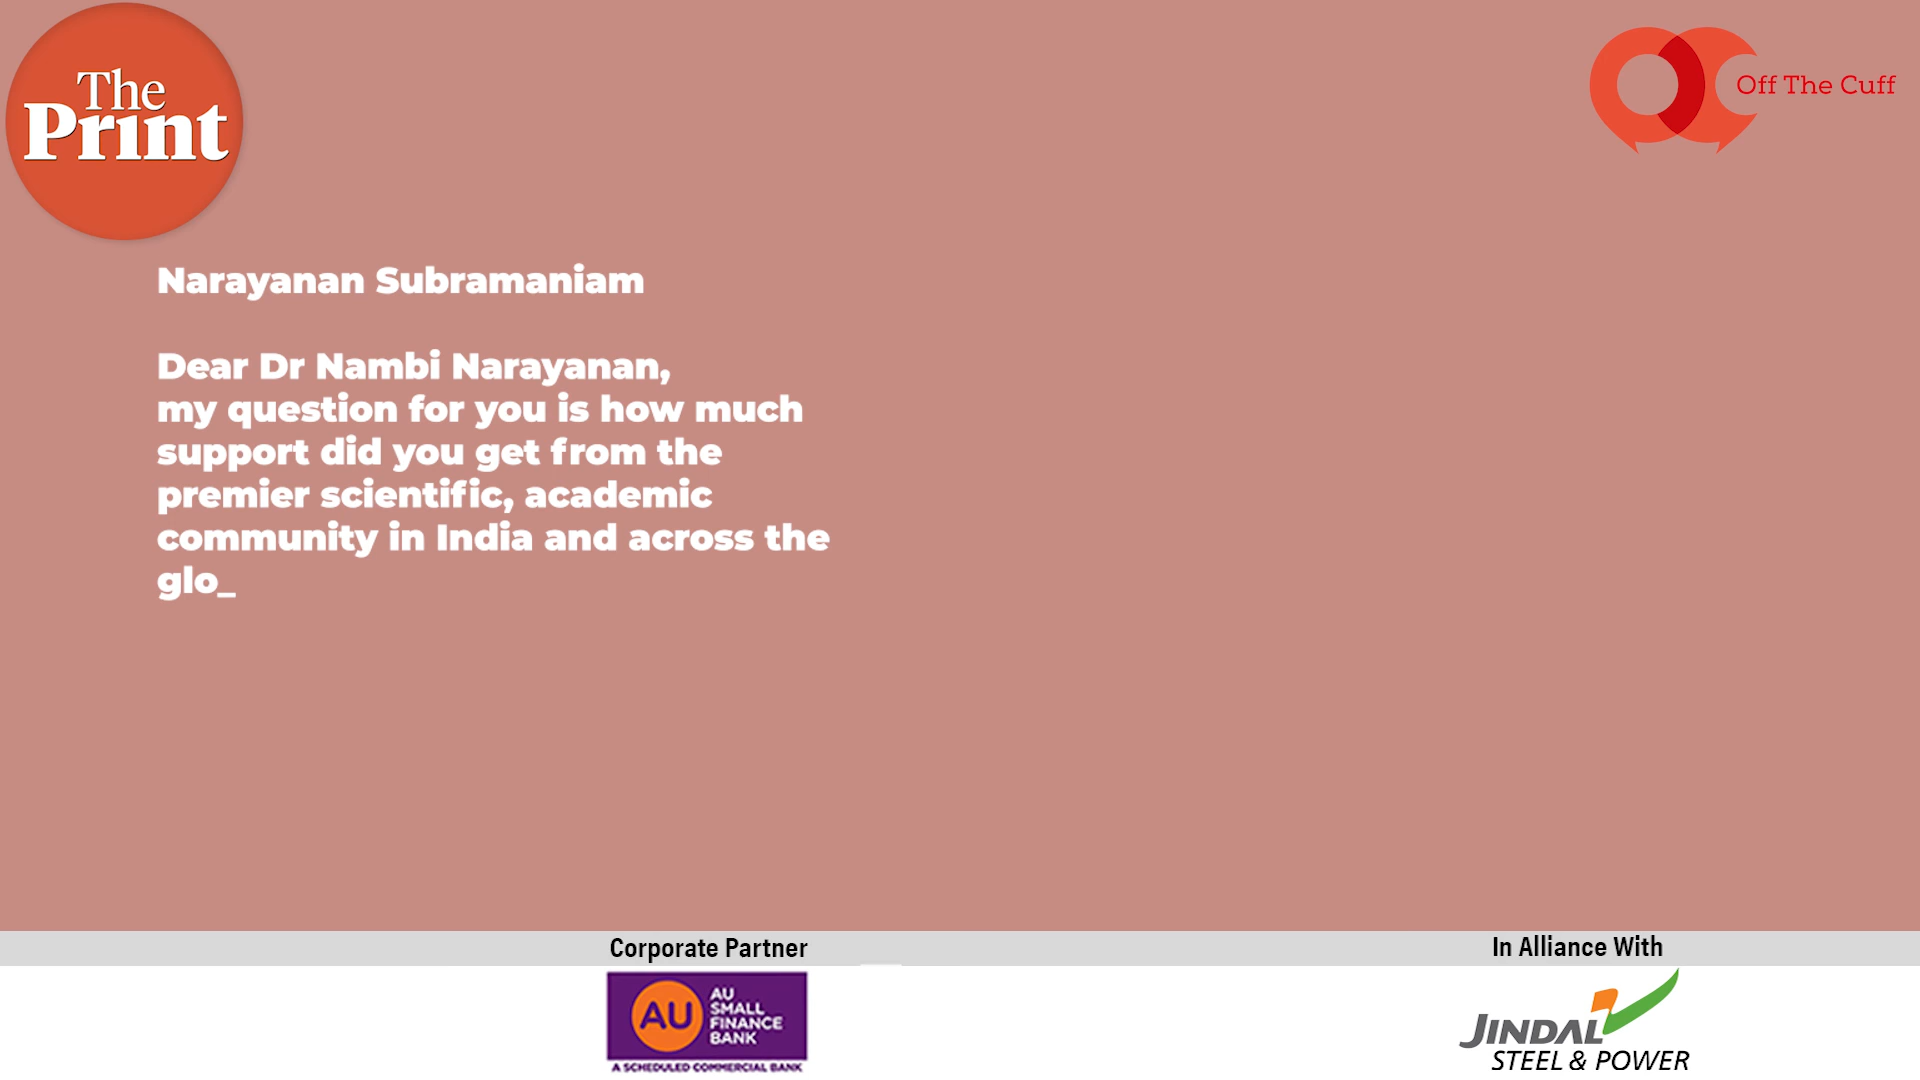 The
Print
Off The Cuff
Narayanan Subramaniam
Dear Dr Nambi Narayanan,
my question for you is how much
support did you get from the
premier scientific, academic
community in India and across the
glo_
Corporate Partner
In Alliance With
AU
AU
SMALL
FINANCE
BANK
A SCHEDULED COMMERCIAL BANK
JINDAL
STEEL & POWER